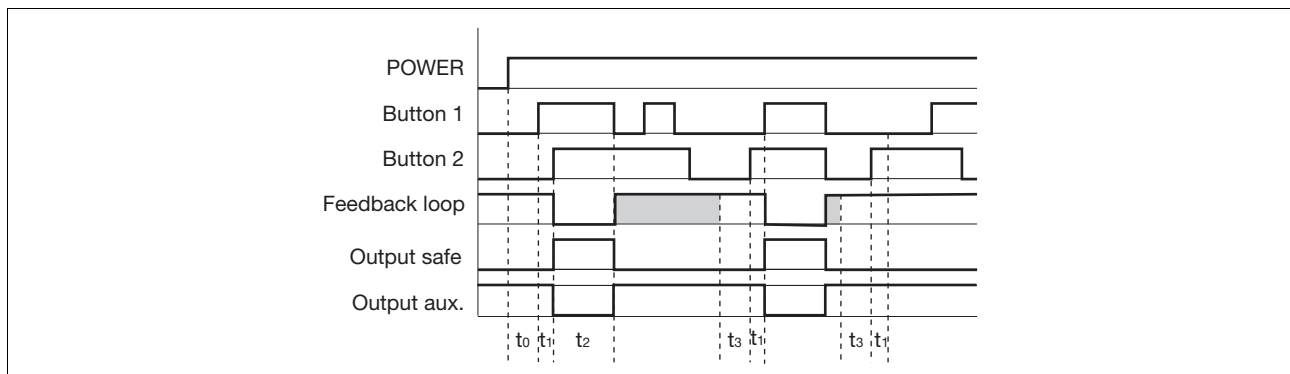 POWER
Button 1
Button 2
Feedback loop
Output safe
Output aux.
t0 t1 t2 t3 t1 t3 t1